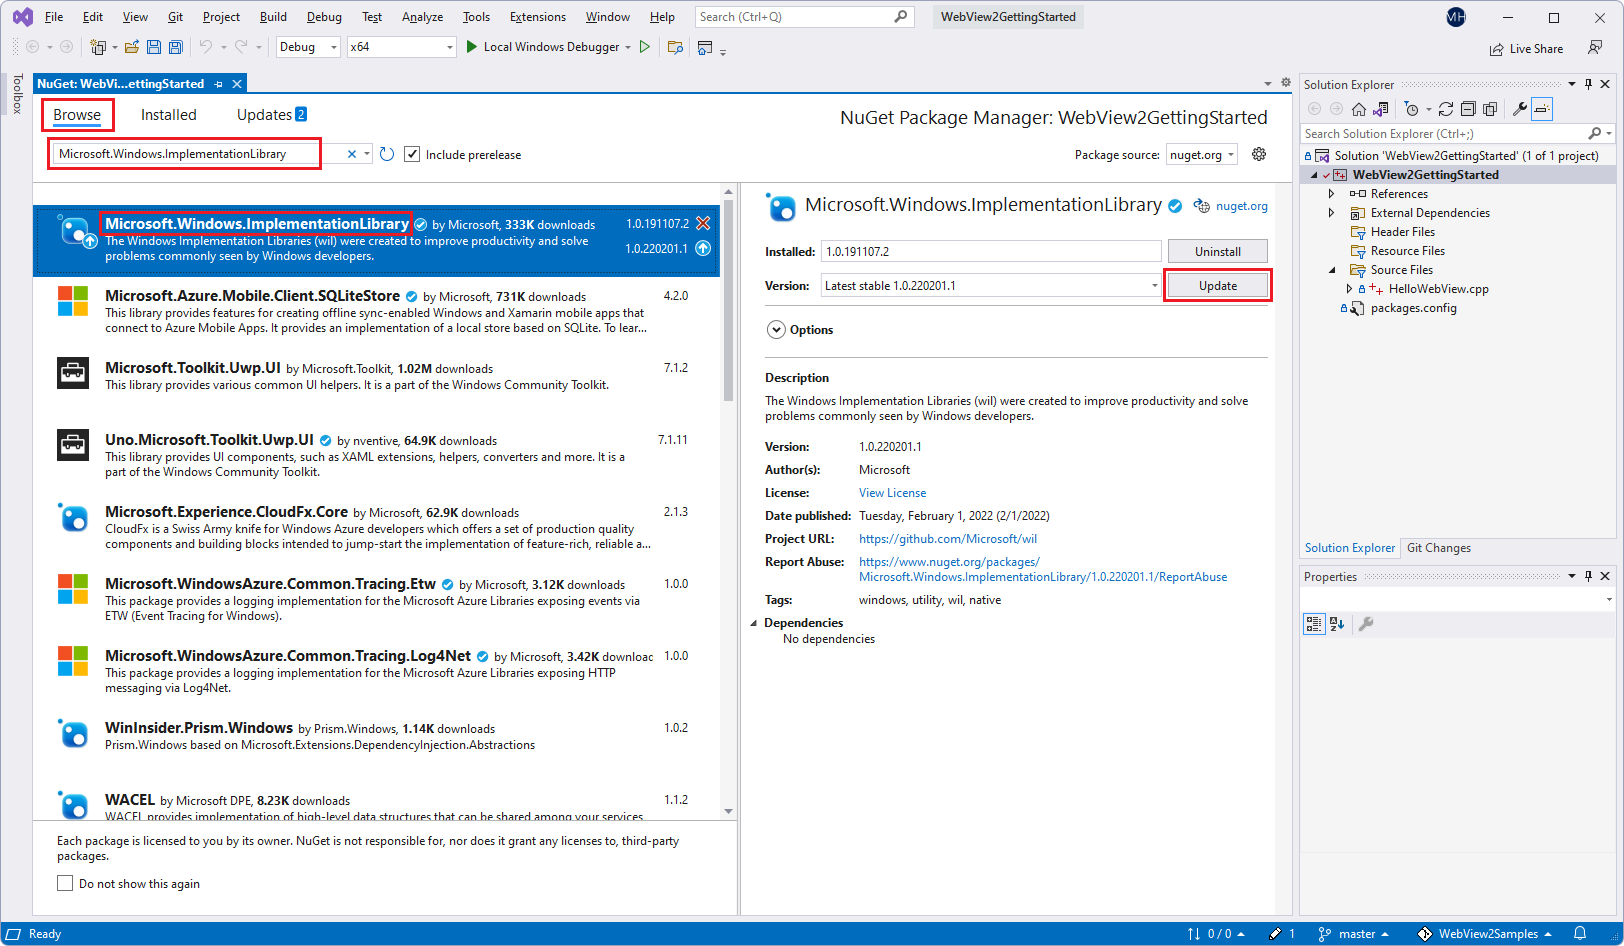 File Edit View Git Project Build Debug Test Analyze Tools Extensions Window Help Search (Ctrl+Q) WebView2GettingStarted MH
Debug x64 Local Windows Debugger Live Share
Toolbox
NuGet: WebVi...ettingStarted
Browse Installed Updates 2
NuGet Package Manager: WebView2GettingStarted
Microsoft.Windows.ImplementationLibrary Include prerelease
Package source: nuget.org
Microsoft.Windows.ImplementationLibrary by Microsoft, 333K downloads 1.0.191107.2
The Windows Implementation Libraries (wil) were created to improve productivity and solve 1.0.220201.1
problems commonly seen by Windows developers.
Microsoft.Azure.Mobile.Client.SQLiteStore by Microsoft, 731K downloads 4.2.0
This library provides features for creating offline sync-enabled Windows and Xamarin mobile apps that
connect to Azure Mobile Apps. It provides an implementation of a local store based on SQLite. To lear...
Microsoft.Toolkit.Uwp.UI by Microsoft.Toolkit, 1.02M downloads 7.1.2
This library provides various common UI helpers. It is a part of the Windows Community Toolkit.
Uno.Microsoft.Toolkit.Uwp.UI by nventive, 64.9K downloads 7.1.11
This library provides UI components, such as XAML extensions, helpers, converters and more. It is a
part of the Windows Community Toolkit.
Microsoft.Experience.CloudFx.Core by Microsoft, 62.9K downloads 2.1.3
CloudFx is a Swiss Army knife for Windows Azure developers which offers a set of production quality
components and building blocks intended to jump-start the implementation of feature-rich, reliable a...
Microsoft.WindowsAzure.Common.Tracing.Etw by Microsoft, 3.12K downloads 1.0.0
This package provides a logging implementation for the Microsoft Azure Libraries exposing events via
ETW (Event Tracing for Windows).
Microsoft.WindowsAzure.Common.Tracing.Log4Net by Microsoft, 3.42K downloac 1.0.0
This package provides a logging implementation for the Microsoft Azure Libraries exposing HTTP
messaging via Log4Net.
WinInsider.Prism.Windows by Prism.Windows, 1.14K downloads 1.0.2
Prism.Windows based on Microsoft.Extensions.DependencyInjection.Abstractions
WACEL by Microsoft DPE, 8.23K downloads 1.1.2
WACEL provides implementation of high-level data structures that can be shared among your services
Each package is licensed to you by its owner. NuGet is not responsible for, nor does it grant any licenses to, third-party
packages.
Do not show this again
Microsoft.Windows.ImplementationLibrary nuget.org
Installed: 1.0.191107.2 Uninstall
Version: Latest stable 1.0.220201.1 Update
Options
Description
The Windows Implementation Libraries (wil) were created to improve productivity and solve
problems commonly seen by Windows developers.
Version: 1.0.220201.1
Author(s): Microsoft
License: View License
Date published: Tuesday, February 1, 2022 (2/1/2022)
Project URL: https://github.com/Microsoft/wil
Report Abuse: https://www.nuget.org/packages/
Microsoft.Windows.ImplementationLibrary/1.0.220201.1/ReportAbuse
Tags: windows, utility, wil, native
Dependencies
No dependencies
Solution Explorer
Search Solution Explorer (Ctrl+;)
Solution 'WebView2GettingStarted' (1 of 1 project)
WebView2GettingStarted
References
External Dependencies
Header Files
Resource Files
Source Files
HelloWebView.cpp
packages.config
Solution Explorer Git Changes
Properties
Ready 0 / 0 1 master WebView2Samples